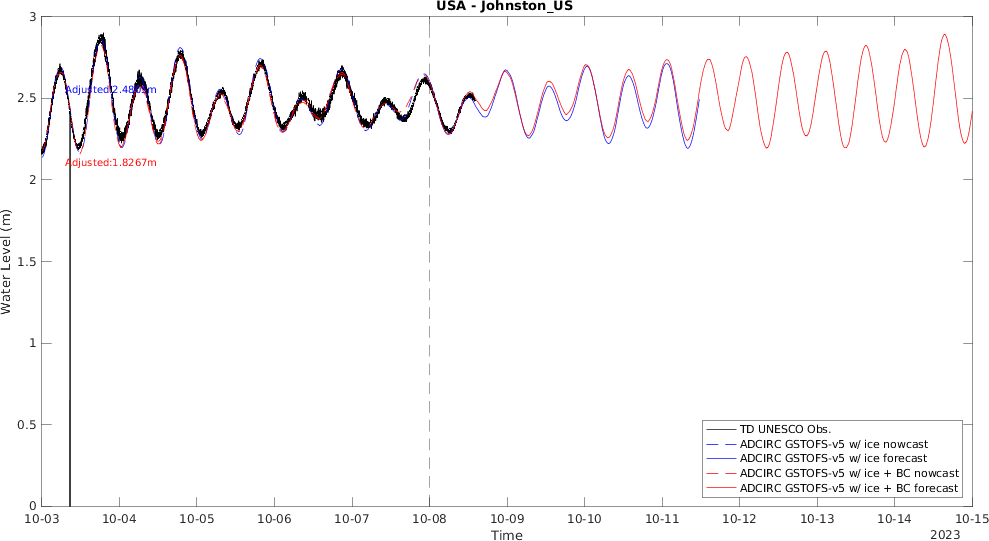 USA - Johnston_US
3
2.5
2
1.5
1
0.5
0
Water Level (m)
Adjusted:1.8267m
TD UNESCO Obs.
ADCIRC GSTOFS-v5 w/ ice nowcast
ADCIRC GSTOFS-v5 w/ ice forecast
ADCIRC GSTOFS-v5 w/ ice + BC nowcast
ADCIRC GSTOFS-v5 w/ ice + BC forecast
10-03 10-04 10-05 10-06 10-07 10-08 10-09 10-10 10-11 10-12 10-13 10-14 10-15
Time
2023